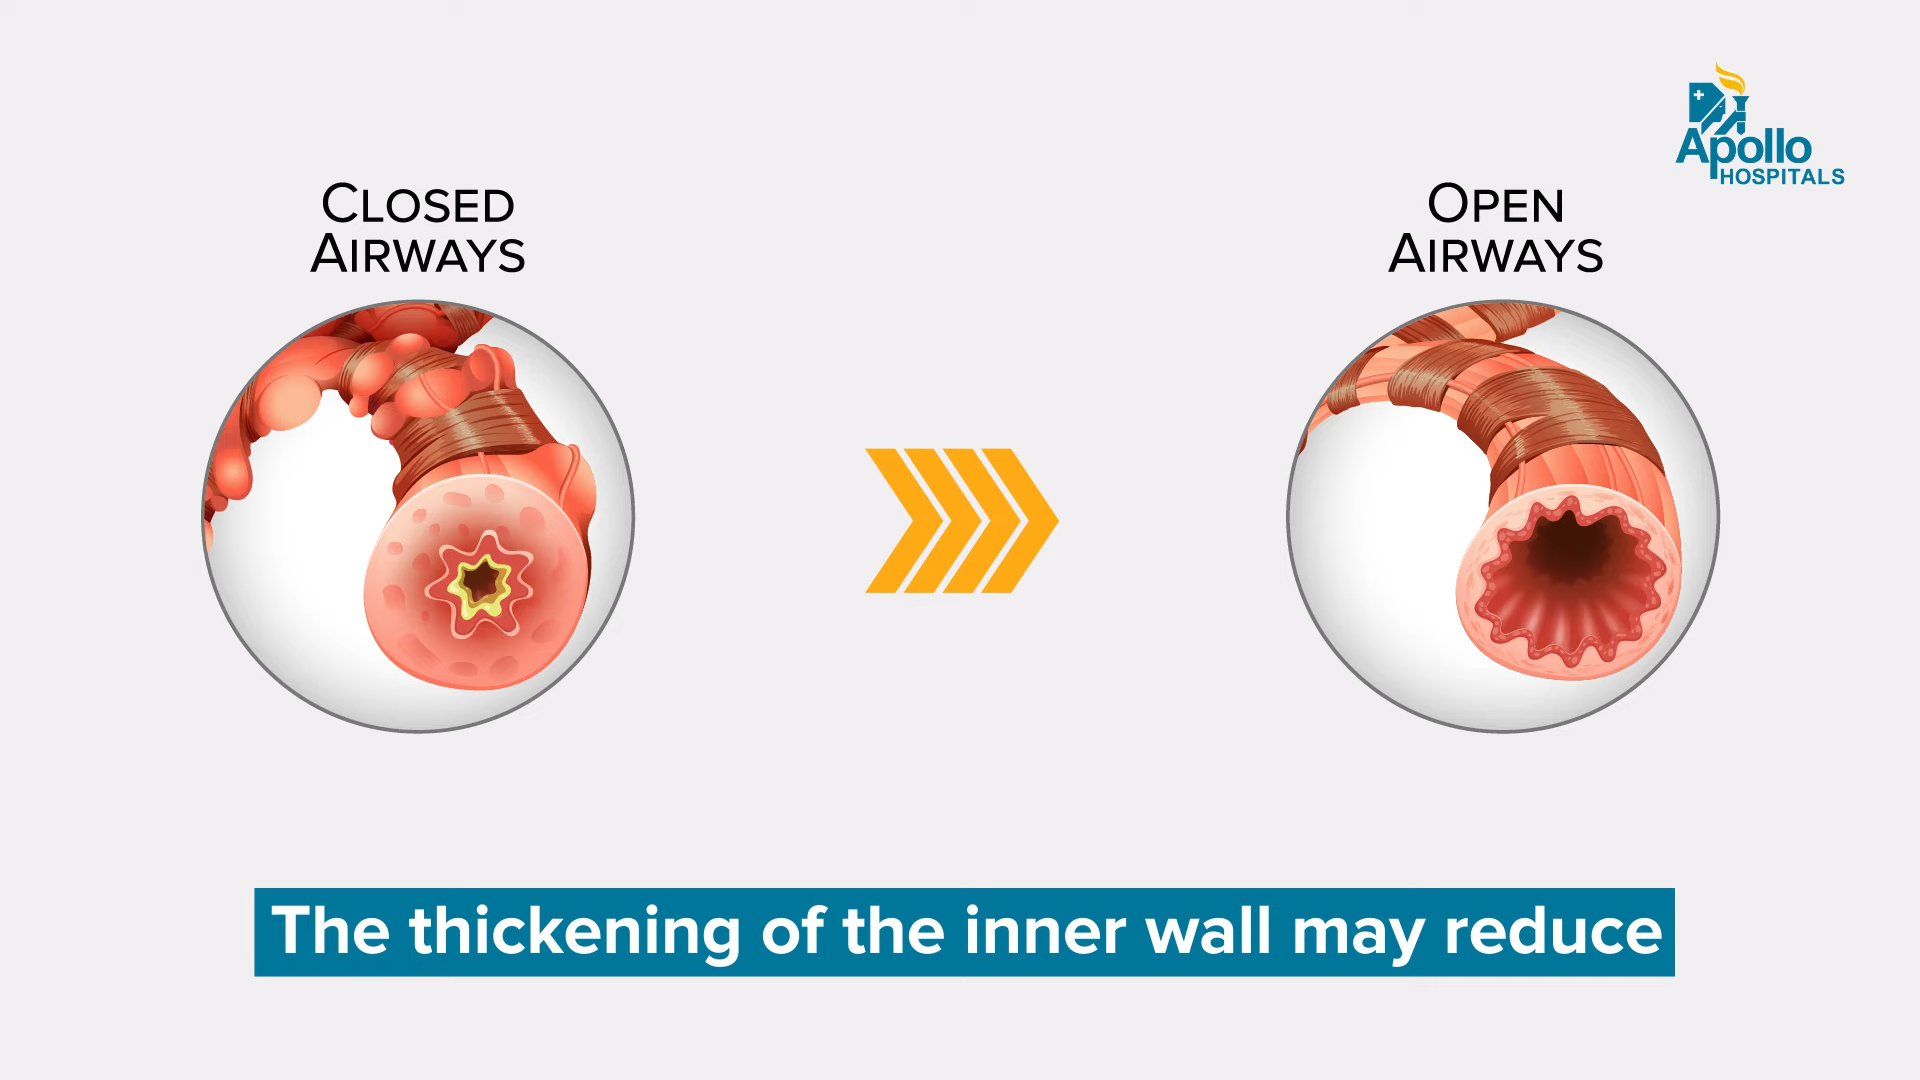 Apollo
HOSPITALS
CLOSED
AIRWAYS
OPEN
AIRWAYS
The thickening of the inner wall may reduce